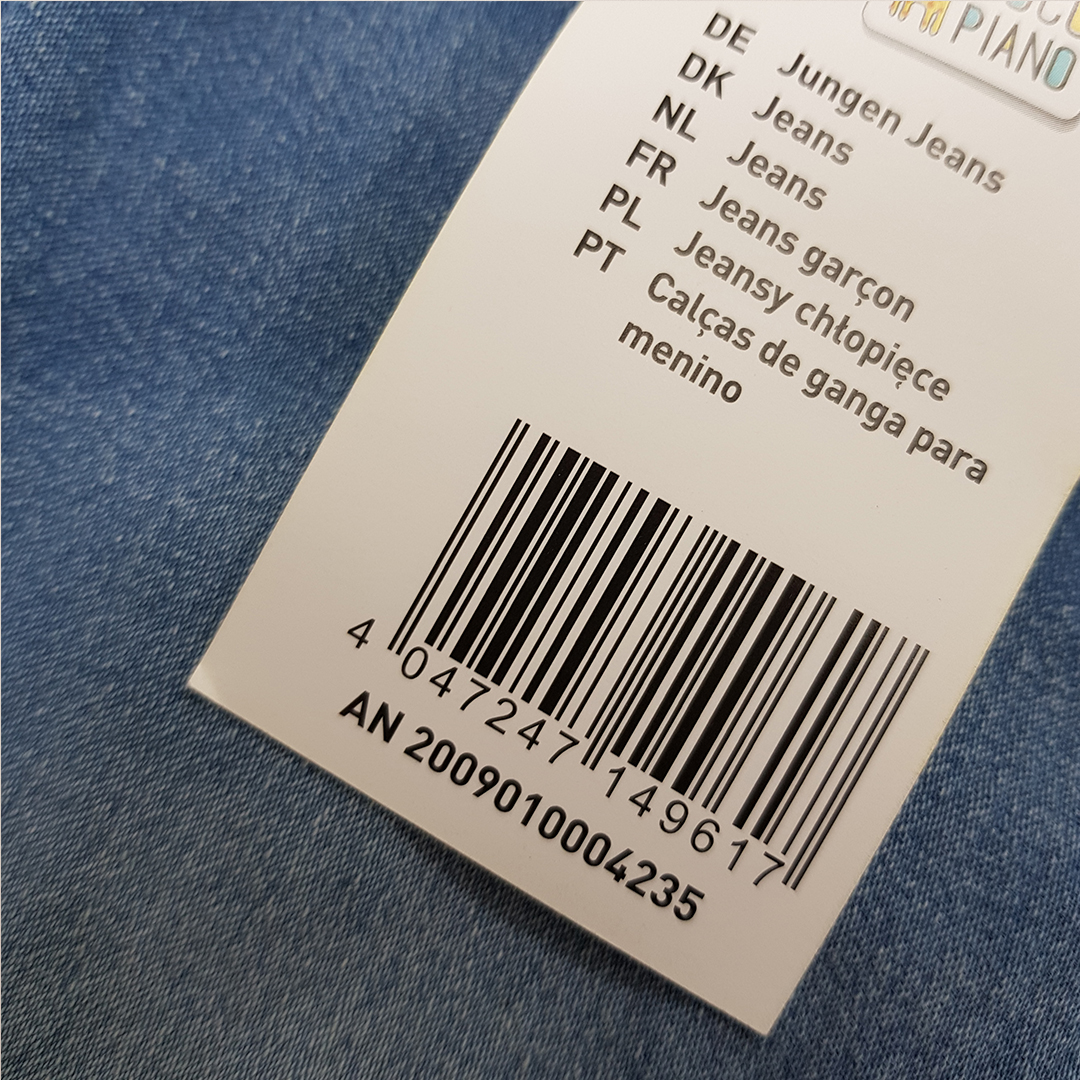 PIANO
DE Jungen Jeans
DK Jeans
NL Jeans
FR Jeans garçon
PL Jeansy chłopięce
PT Calças de ganga para
menino
4 047247 149617
AN 2009010004235